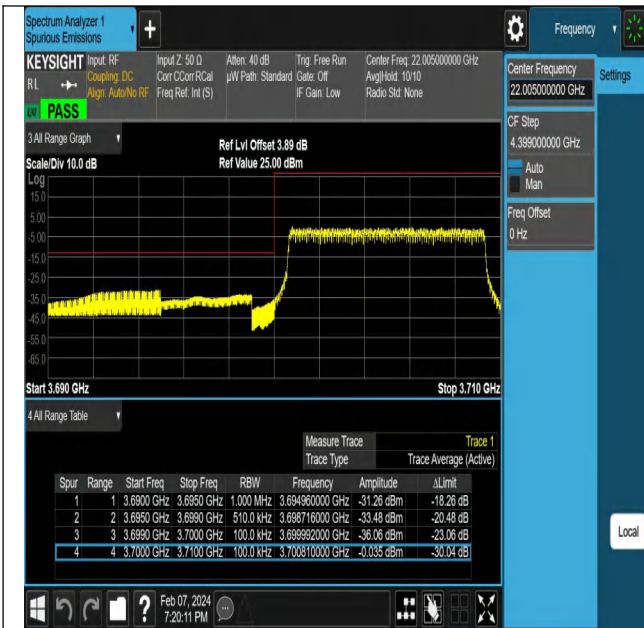 Spectrum Analyzer 1
Spurious Emissions
+
Frequency
KEYSIGHT Input: RF Input Z: 50 Ω Atten: 40 dB Trig: Free Run Center Freq: 22.005000000 GHz
RL Coupling: DC Corr CCorr RCal µW Path: Standard Gate: Off Avg|Hold: 10/10
Align: Auto/No RF Freq Ref: Int (S) IF Gain: Low Radio Std: None
PASS
Center Frequency
22.005000000 GHz
Settings
CF Step
4.399000000 GHz
Auto
Man
Freq Offset
0 Hz
3 All Range Graph
Ref Lvl Offset 3.89 dB
Scale/Div 10.0 dB Ref Value 25.00 dBm
Log
15.0
5.00
-5.00
-15.0
-25.0
-35.0
-45.0
-55.0
-65.0
Start 3.690 GHz Stop 3.710 GHz
4 All Range Table
Measure Trace Trace 1
Trace Type Trace Average (Active)
Spur Range Start Freq Stop Freq RBW Frequency Amplitude ΔLimit
1 1 3.6900 GHz 3.6950 GHz 1.000 MHz 3.694960000 GHz -31.26 dBm -18.26 dB
2 2 3.6950 GHz 3.6990 GHz 510.0 kHz 3.698716000 GHz -33.48 dBm -20.48 dB
3 3 3.6990 GHz 3.7000 GHz 100.0 kHz 3.699992000 GHz -36.06 dBm -23.06 dB
4 4 3.7000 GHz 3.7100 GHz 100.0 kHz 3.700810000 GHz -0.035 dBm -30.04 dB
Local
? Feb 07, 2024
7:20:11 PM